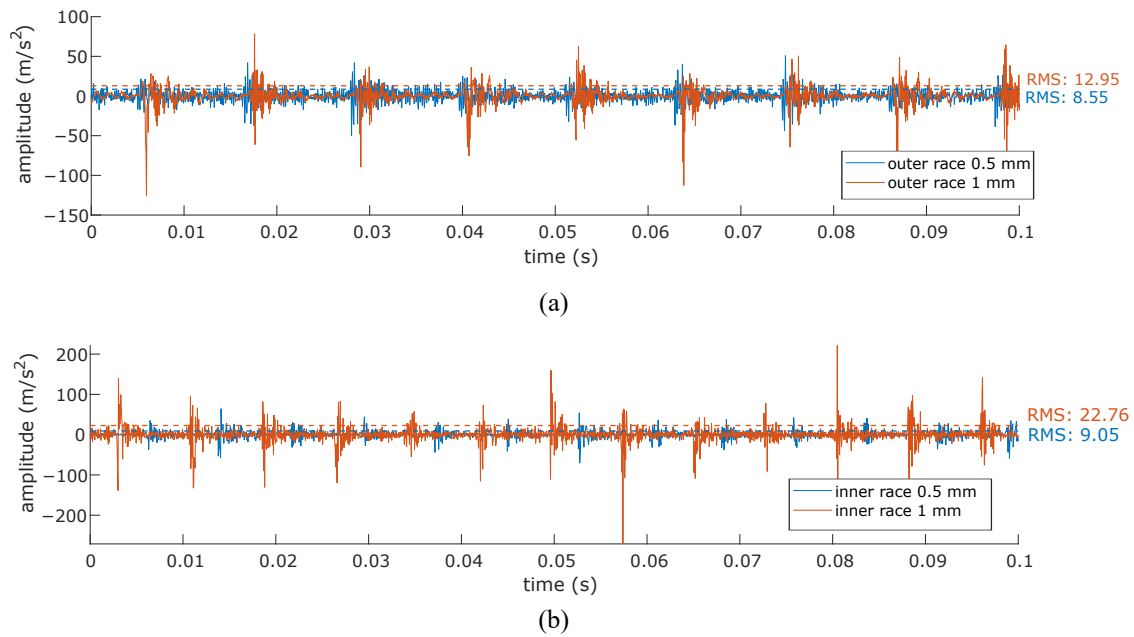 100
50
0
−50
−100
−150
amplitude (m/s²)
RMS: 12.95
RMS: 8.55
outer race 0.5 mm
outer race 1 mm
0 0.01 0.02 0.03 0.04 0.05 0.06 0.07 0.08 0.09 0.1
time (s)
(a)
200
100
0
−100
−200
amplitude (m/s²)
RMS: 22.76
RMS: 9.05
inner race 0.5 mm
inner race 1 mm
0 0.01 0.02 0.03 0.04 0.05 0.06 0.07 0.08 0.09 0.1
time (s)
(b)